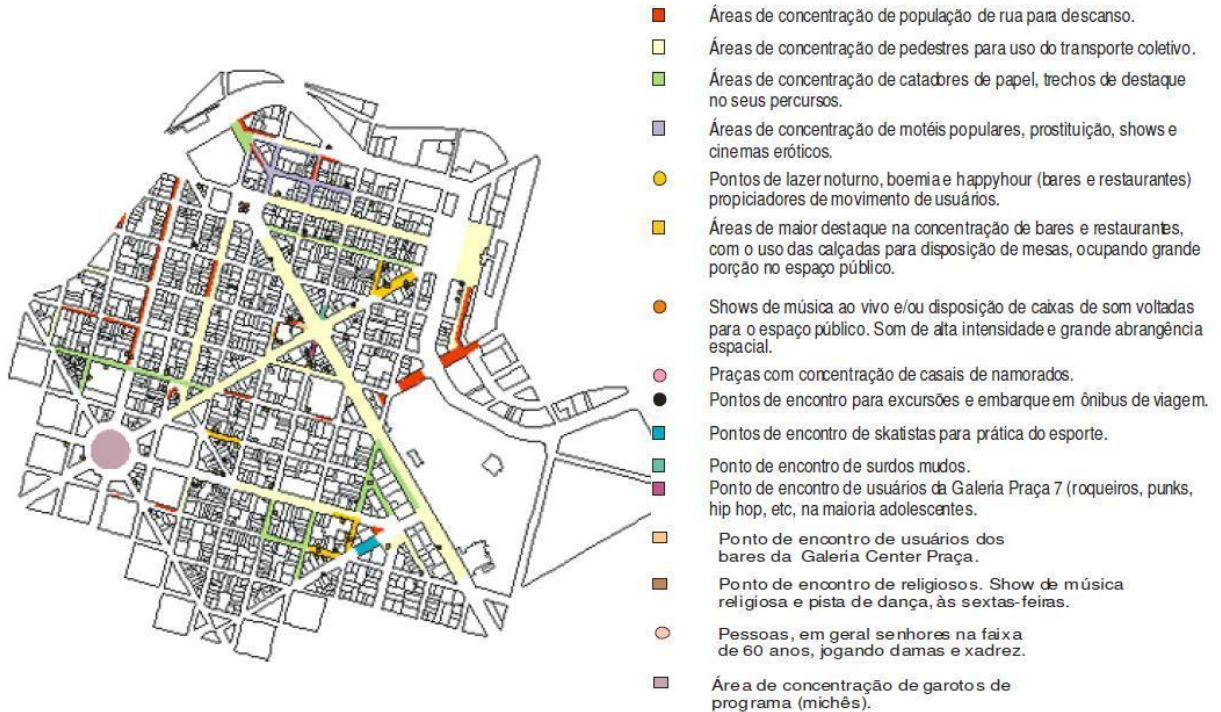 Áreas de concentração de população de rua para descanso.
Áreas de concentração de pedestres para uso do transporte coletivo.
Áreas de concentração de catadores de papel, trechos de destaque
no seus percursos.
Áreas de concentração de motéis populares, prostituição, shows e
cinemas eróticos.
Pontos de lazer noturno, boemia e happyhour (bares e restaurantes)
propiciadores de movimento de usuários.
Áreas de maior destaque na concentração de bares e restaurantes,
com o uso das calçadas para disposição de mesas, ocupando grande
porção no espaço público.
Shows de música ao vivo e/ou disposição de caixas de som voltadas
para o espaço público. Som de alta intensidade e grande abrangência
espacial.
Praças com concentração de casais de namorados.
Pontos de encontro para excursões e embarque em ônibus de viagem.
Pontos de encontro de skatistas para prática do esporte.
Ponto de encontro de surdos mudos.
Ponto de encontro de usuários da Galeria Praça 7 (roqueiros, punks,
hip hop, etc, na maioria adolescentes.
Ponto de encontro de usuários dos
bares da Galeria Center Praça.
Ponto de encontro de religiosos. Show de música
religiosa e pista de dança, às sextas-feiras.
Pessoas, em geral senhores na faixa
de 60 anos, jogando damas e xadrez.
Área de concentração de garotos de
programa (michês).